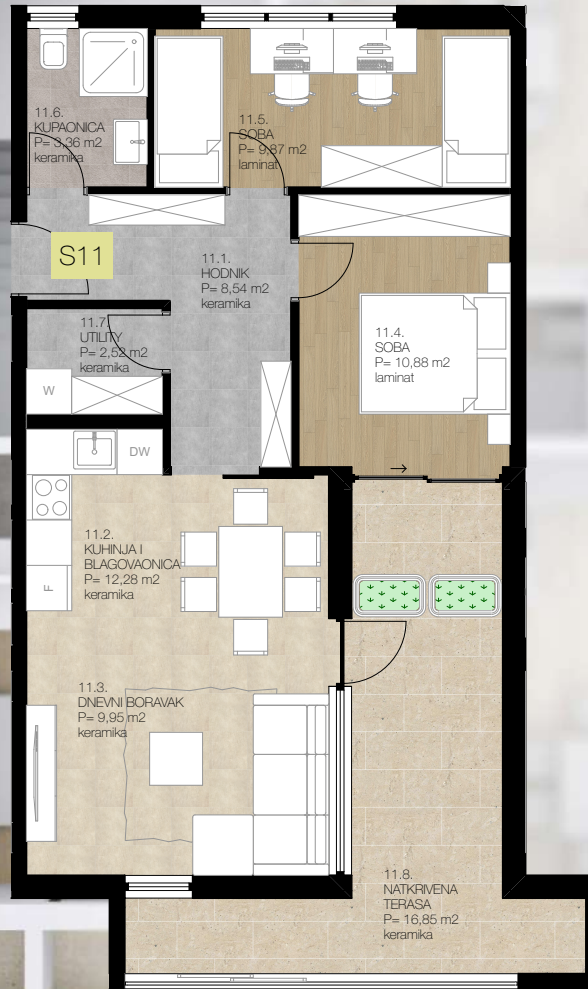 11.6.
KUPAONICA
P= 3,36 m2
keramika
11.5.
SOBA
P= 9,87 m2
laminat
S11
11.1.
HODNIK
P= 8,54 m2
keramika
11.7.
UTILITY
P= 2,52 m2
keramika
W
11.4.
SOBA
P= 10,88 m2
laminat
DW
11.2.
KUHINJA I
BLAGOVAONICA
P= 12,28 m2
keramika
F
11.3.
DNEVNI BORAVAK
P= 9,95 m2
keramika
11.8.
NATKRIVENA
TERASA
P= 16,85 m2
keramika